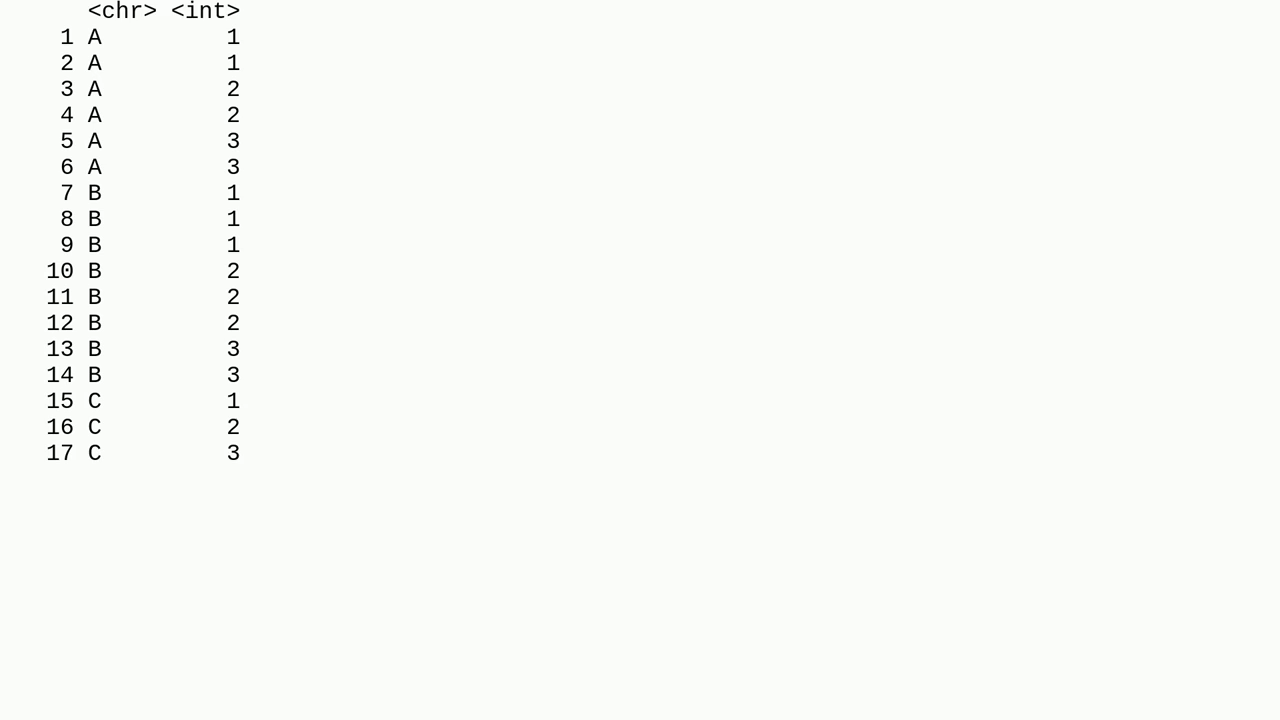 <chr> <int>
1 A 1
2 A 1
3 A 2
4 A 2
5 A 3
6 A 3
7 B 1
8 B 1
9 B 1
10 B 2
11 B 2
12 B 2
13 B 3
14 B 3
15 C 1
16 C 2
17 C 3